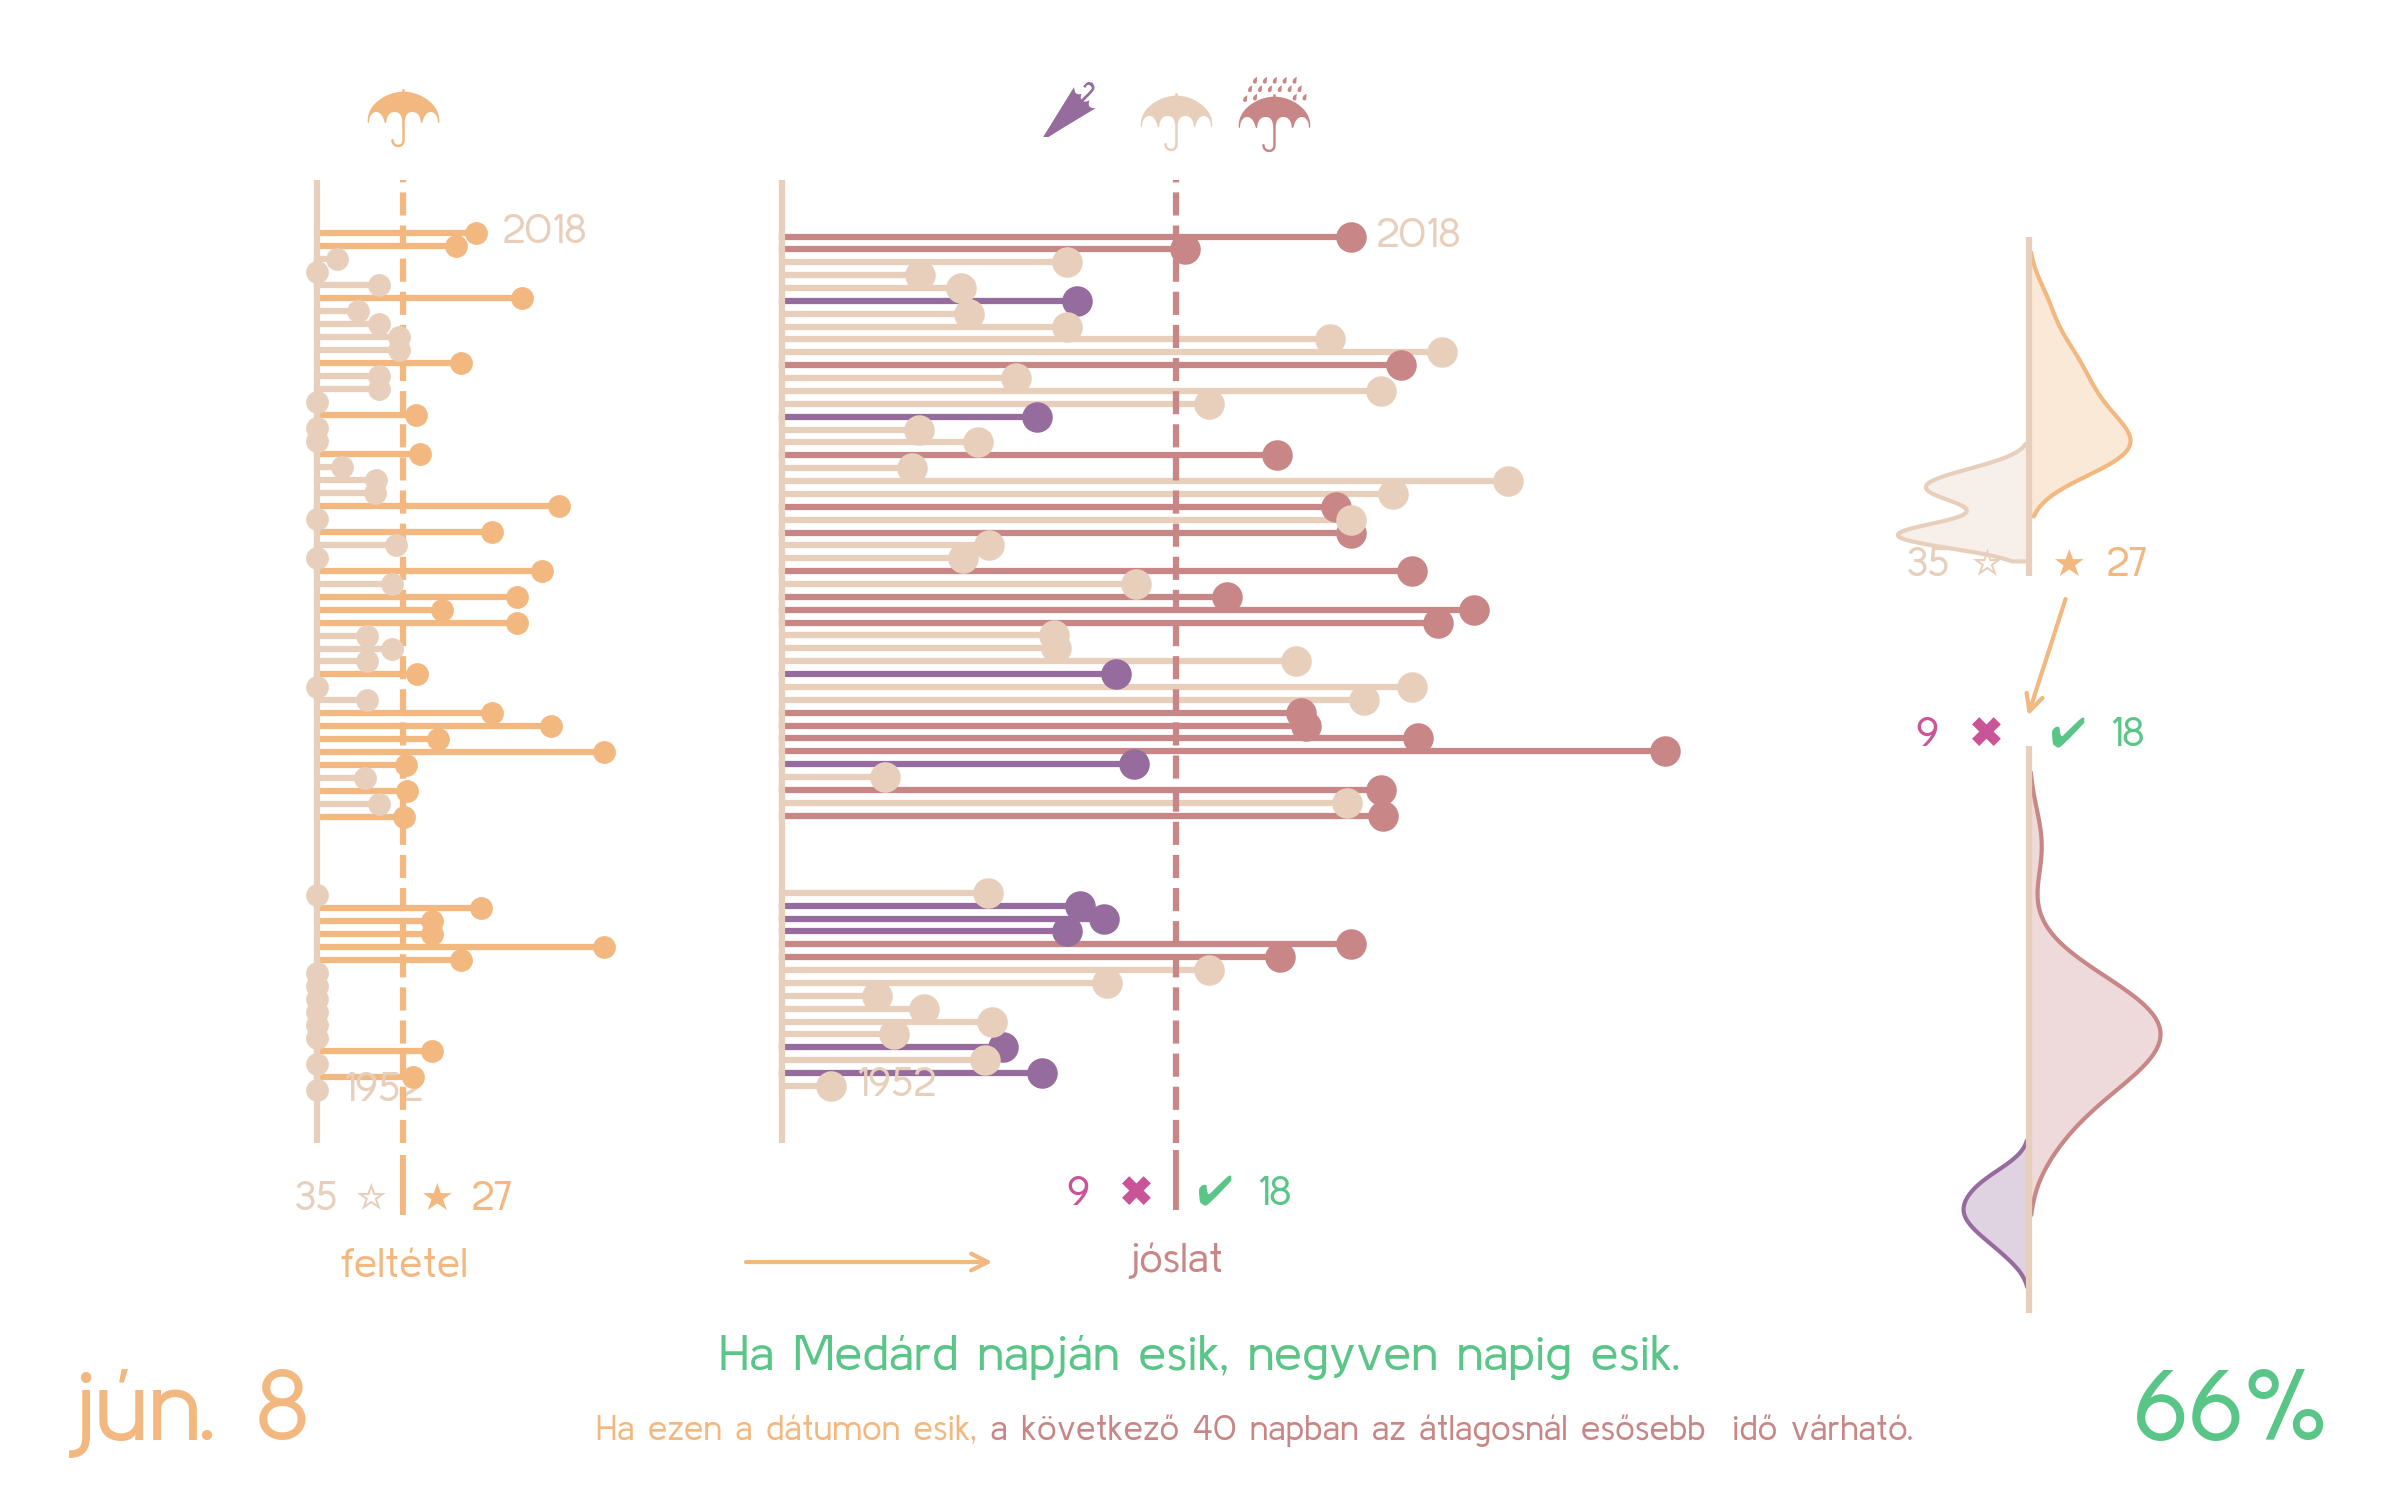 2018
2018
35 ☆ ★ 27
9 ✖ ✔ 18
1952
1952
35 ☆ ★ 27
9 ✖ ✔ 18
feltétel
jóslat
Ha Medárd napján esik, negyven napig esik.
jún. 8
66%
Ha ezen a dátumon esik, a következő 40 napban az átlagosnál esősebb idő várható.